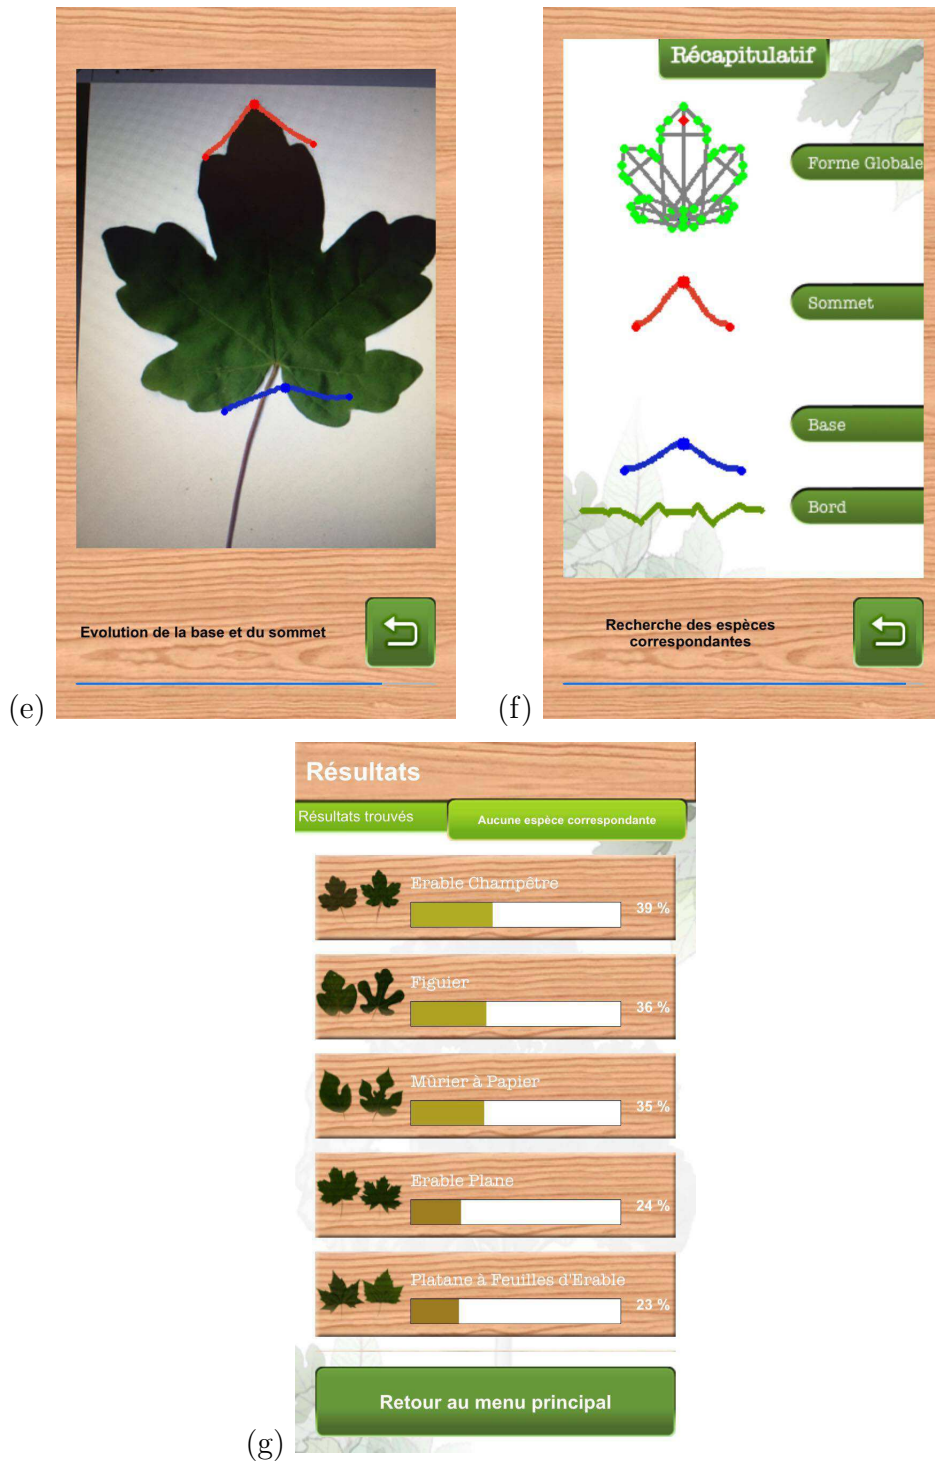 Récapitulatif
Forme Globale
Sommet
Base
Bord
Evolution de la base et du sommet
(e)
Recherche des espèces
correspondantes
(f)
Résultats
Résultats trouvés
Aucune espèce correspondante
Erable Champêtre
39 %
Figuier
36 %
Mûrier à Papier
35 %
Erable Plane
24 %
Platane à Feuilles d'Erable
23 %
Retour au menu principal
(g)